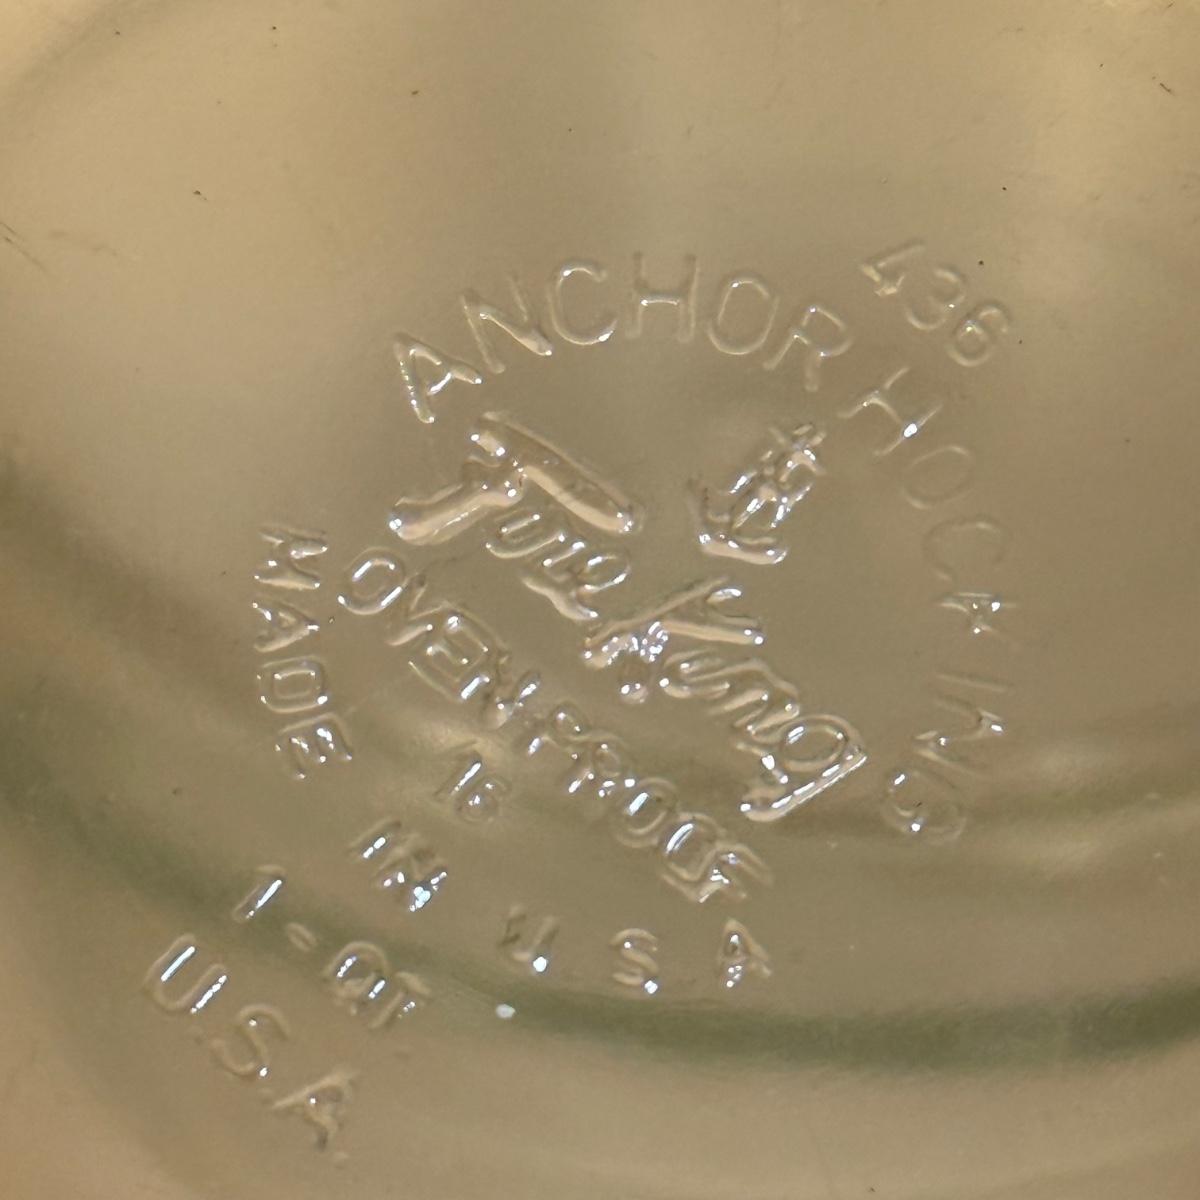 436
ANCHOR HOCKING
Fire King
OVEN PROOF
16
MADE IN U S A
1-QT
U.S.A